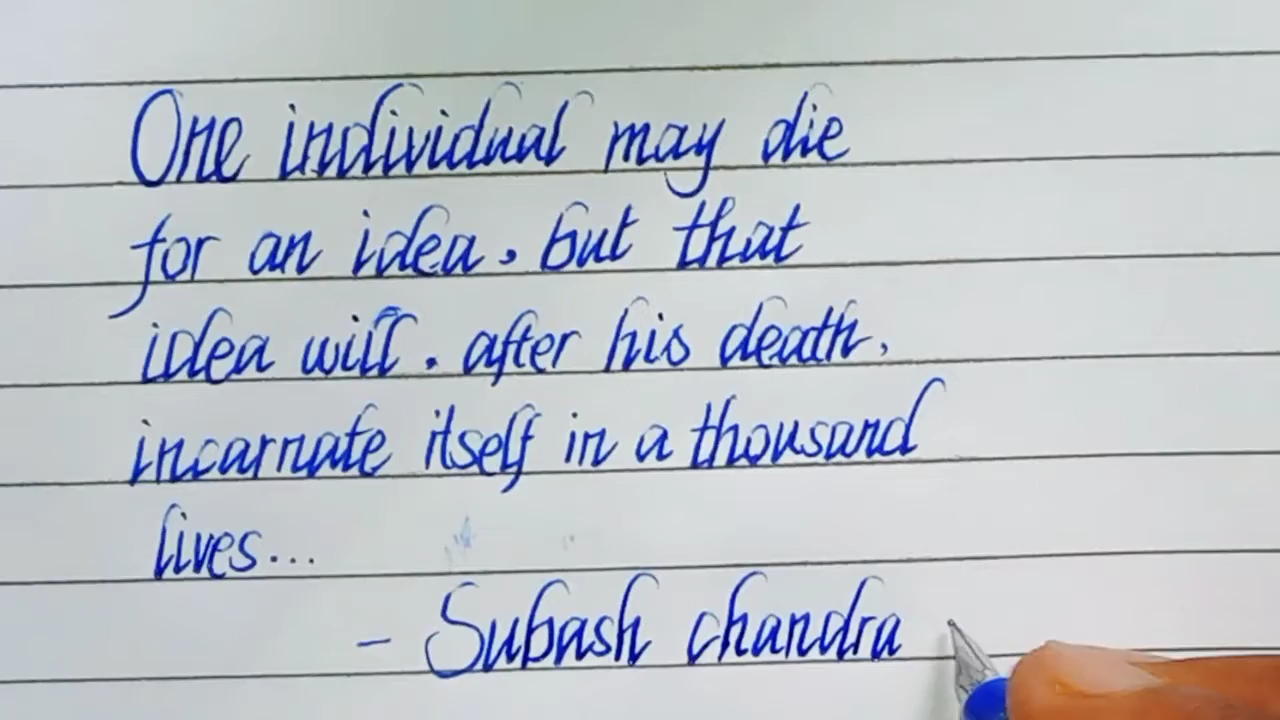 One individual may die
for an idea, but that
idea will, after his death,
incarnate itself in a thousand
lives...
- Subash chandra